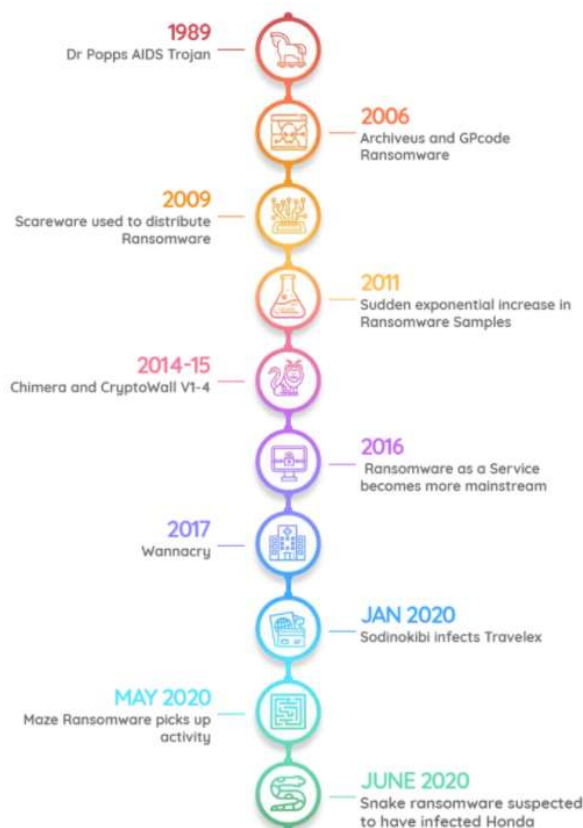 1989
Dr Popps AIDS Trojan
2006
Archiveus and GPcode
Ransomware
2009
Scareware used to distribute
Ransomware
2011
Sudden exponential increase in
Ransomware Samples
2014-15
Chimera and CryptoWall V1-4
2016
Ransomware as a Service
becomes more mainstream
2017
Wannacry
JAN 2020
Sodinokibi infects Travelex
MAY 2020
Maze Ransomware picks up
activity
JUNE 2020
Snake ransomware suspected
to have infected Honda